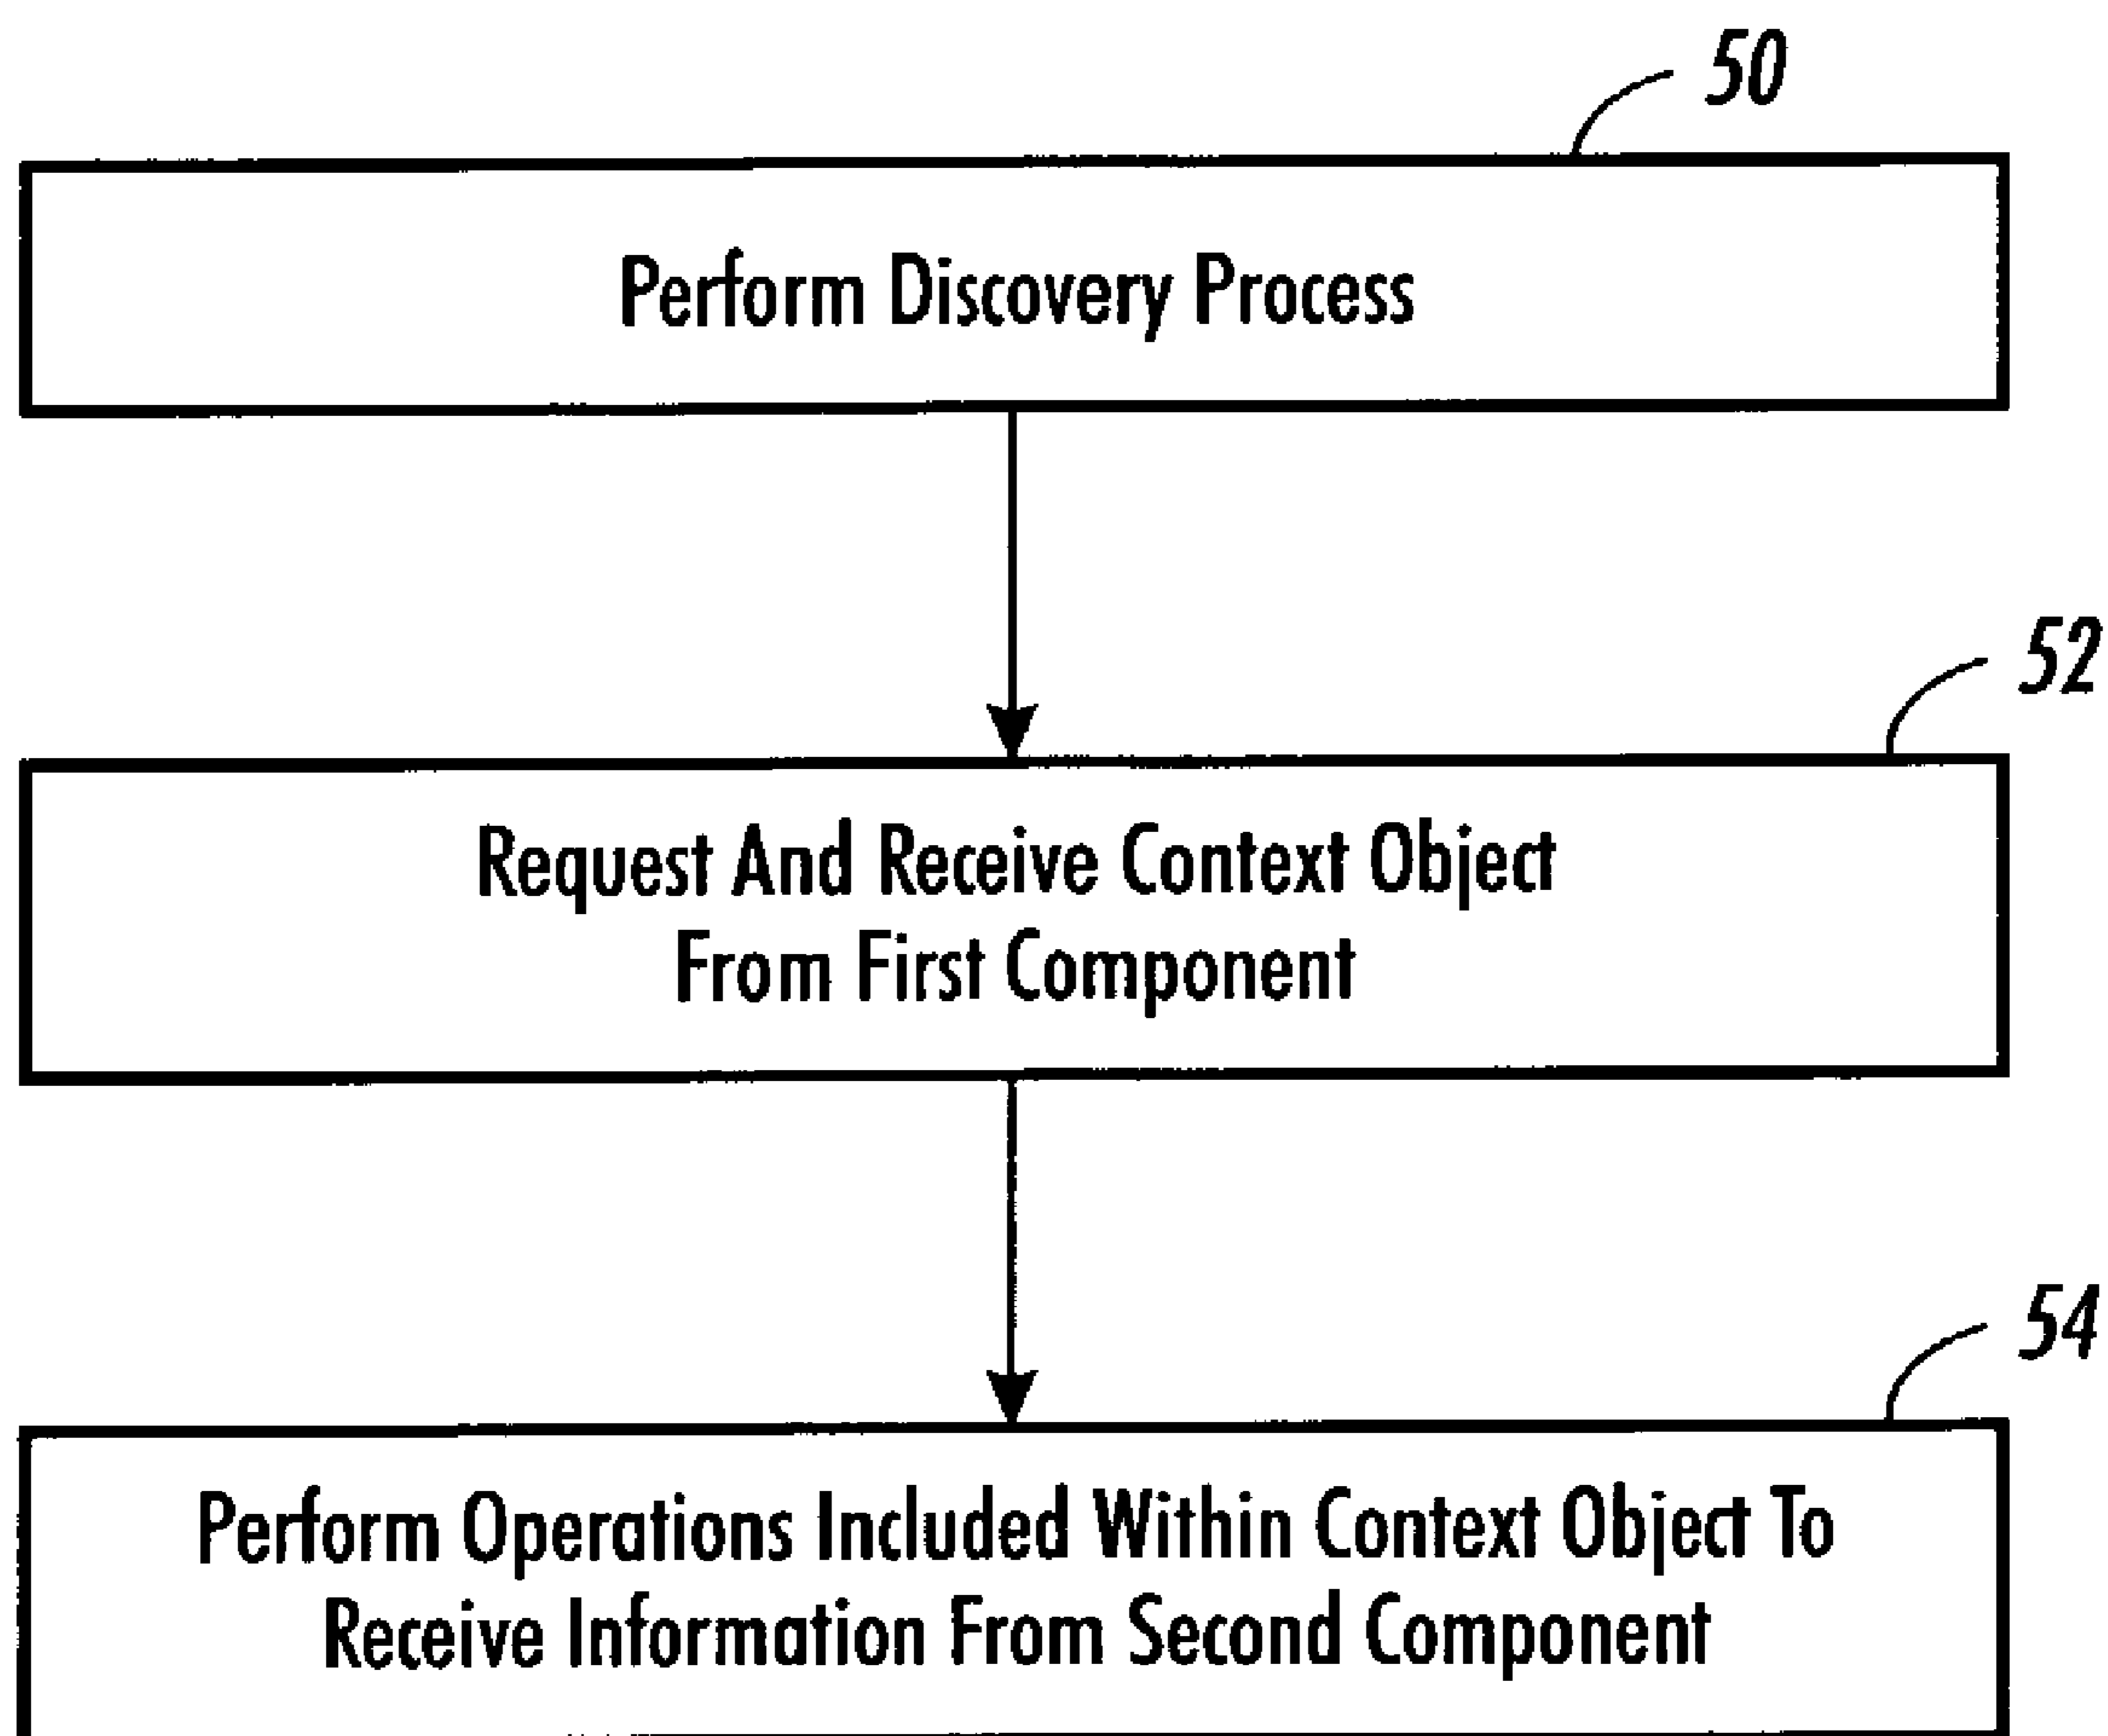 50
Perform Discovery Process
52
Request And Receive Context Object
From First Component
54
Perform Operations Included Within Context Object To
Receive Information From Second Component